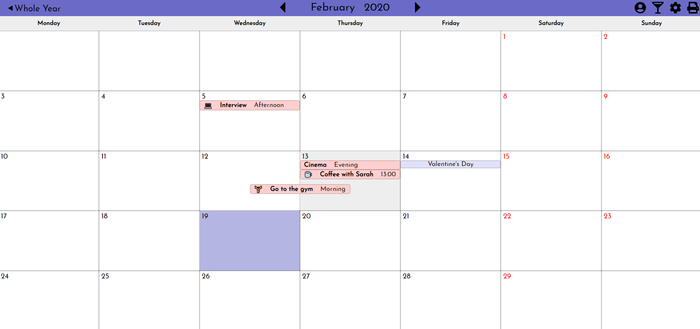 ◀Whole Year
February 2020
Monday Tuesday Wednesday Thursday Friday Saturday Sunday
1 2
3 4 5 6 7 8 9
Interview Afternoon
10 11 12 13 14 15 16
Cinema Evening Valentine's Day
Coffee with Sarah 13:00
Go to the gym Morning
17 18 19 20 21 22 23
24 25 26 27 28 29